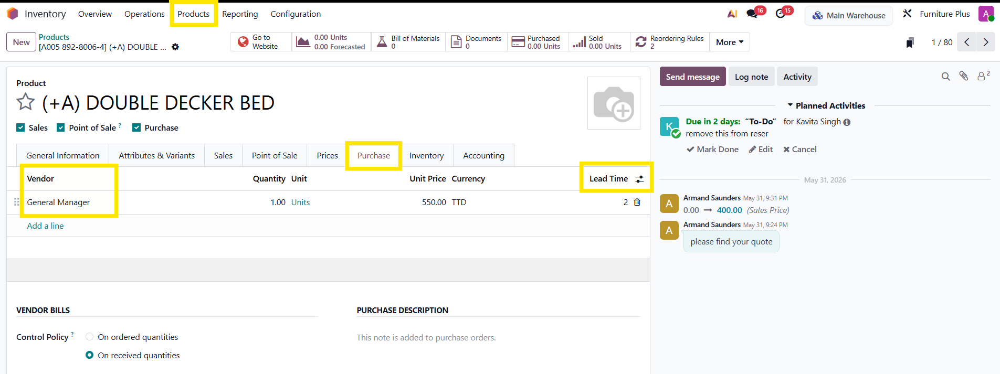 Inventory Overview Operations Products Reporting Configuration AI 16 15 Main Warehouse Furniture Plus A
New Products [A005 892-8006-4] (+A) DOUBLE ...
Go to Website
0.00 Units
0.00 Forecasted
Bill of Materials
0
Documents
0
Purchased
0.00 Units
Sold
0.00 Units
Reordering Rules
2
More
1 / 80
Product
(+A) DOUBLE DECKER BED
Sales Point of Sale ? Purchase
General Information Attributes & Variants Sales Point of Sale Prices Purchase Inventory Accounting
Vendor Quantity Unit Unit Price Currency Lead Time
General Manager 1.00 Units 550.00 TTD 2
Add a line
VENDOR BILLS
Control Policy ? On ordered quantities
On received quantities
PURCHASE DESCRIPTION
This note is added to purchase orders.
Send message Log note Activity 2
Planned Activities
K Due in 2 days: “To-Do” for Kavita Singh
remove this from reser
Mark Done Edit Cancel
May 31, 2026
A Armand Saunders May 31, 9:31 PM
0.00 → 400.00 (Sales Price)
A Armand Saunders May 31, 9:24 PM
please find your quote